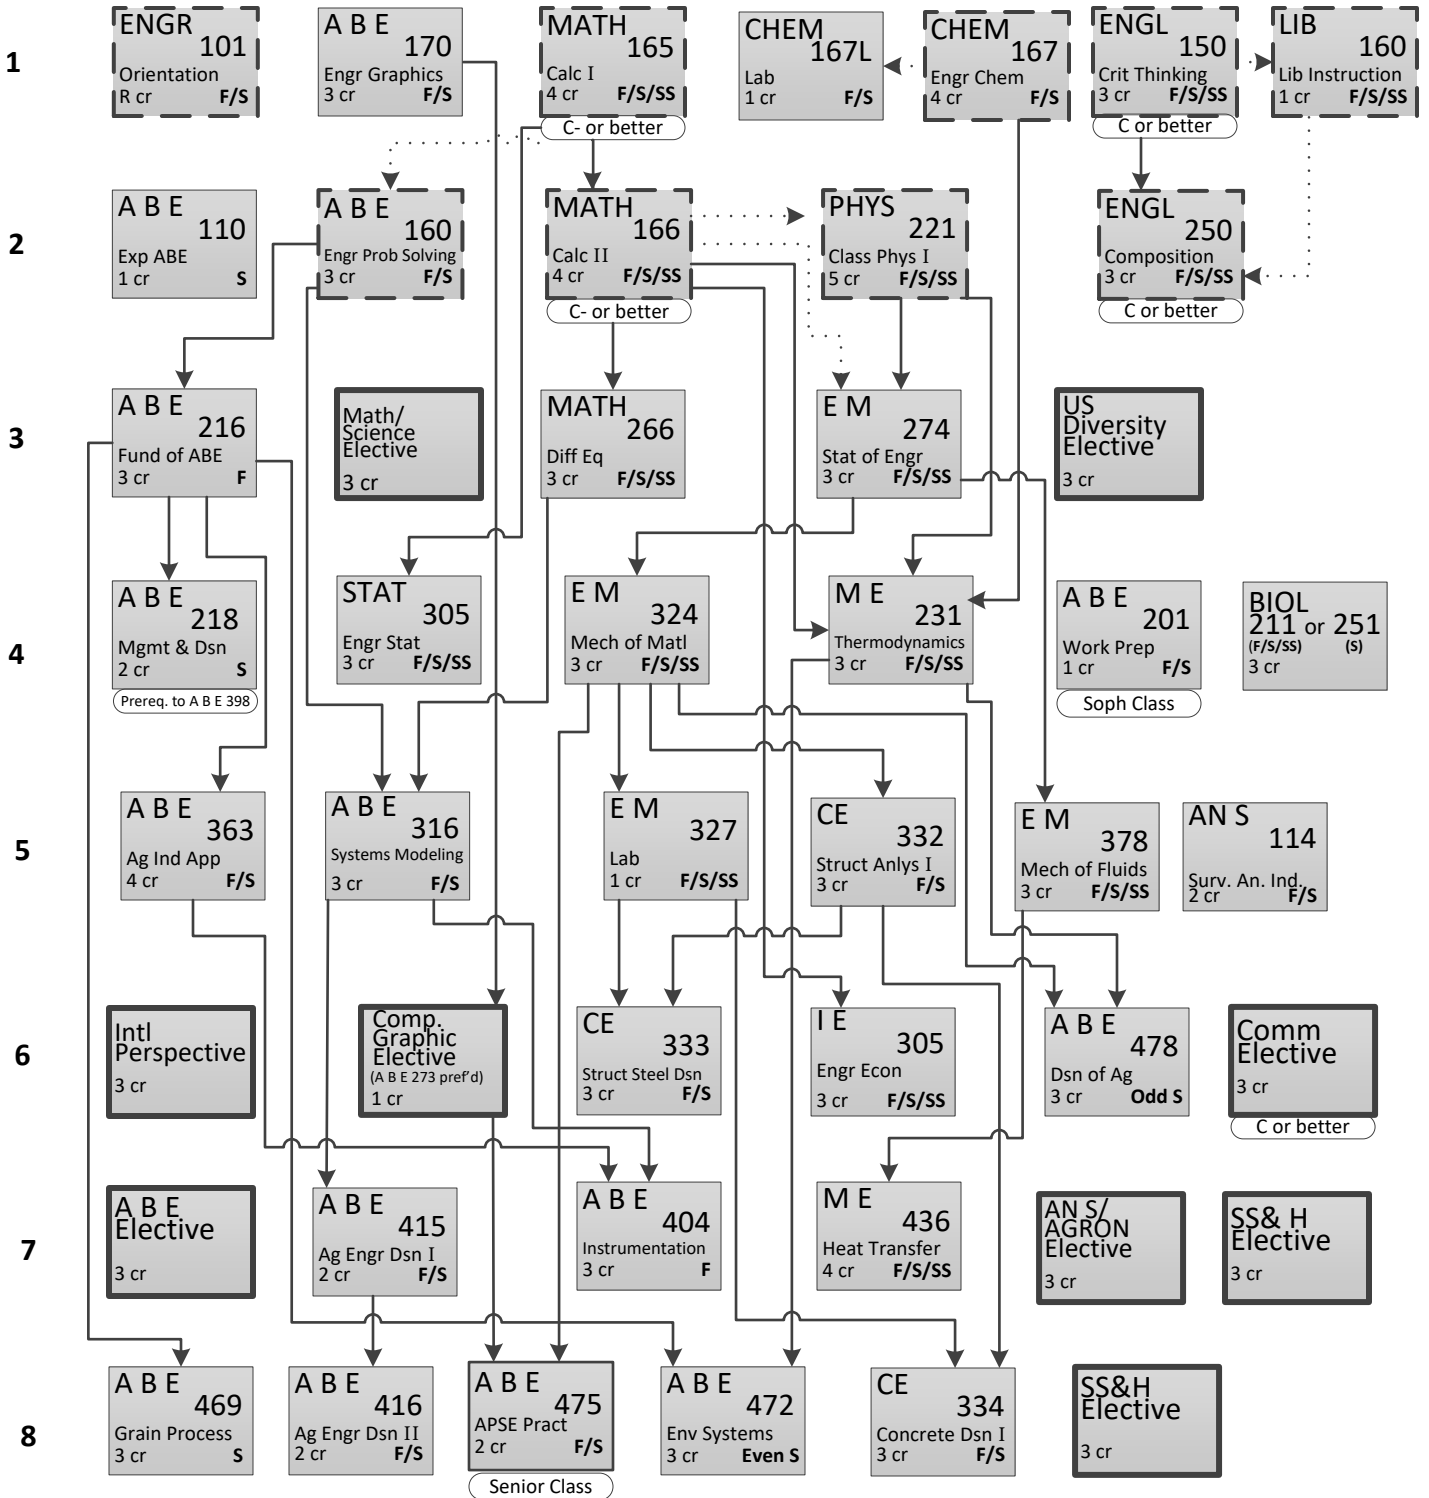 1
ENGR
101
Orientation
R cr F/S
A B E
170
Engr Graphics
3 cr F/S
MATH
165
Calc I
4 cr F/S/SS
C- or better
CHEM
167L
Lab
1 cr F/S
CHEM
167
Engr Chem
4 cr F/S
ENGL
150
Crit Thinking
3 cr F/S/SS
C or better
LIB
160
Lib Instruction
1 cr F/S/SS
2
A B E
110
Exp ABE
1 cr S
A B E
160
Engr Prob Solving
3 cr F/S
MATH
166
Calc II
4 cr F/S/SS
C- or better
PHYS
221
Class Phys I
5 cr F/S/SS
ENGL
250
Composition
3 cr F/S/SS
C or better
3
A B E
216
Fund of ABE
3 cr F
Math/
Science
Elective
3 cr
MATH
266
Diff Eq
3 cr F/S/SS
E M
274
Stat of Engr
3 cr F/S/SS
US
Diversity
Elective
3 cr
4
A B E
218
Mgmt & Dsn
2 cr S
Prereq. to A B E 398
STAT
305
Engr Stat
3 cr F/S/SS
E M
324
Mech of Matl
3 cr F/S/SS
M E
231
Thermodynamics
3 cr F/S/SS
A B E
201
Work Prep
1 cr F/S
Soph Class
BIOL
211 or 251
(F/S/SS) (S)
3 cr
5
A B E
363
Ag Ind App
4 cr F/S
A B E
316
Systems Modeling
3 cr F/S
E M
327
Lab
1 cr F/S/SS
CE
332
Struct Anlys I
3 cr F/S
E M
378
Mech of Fluids
3 cr F/S/SS
AN S
114
Surv. An. Ind.
2 cr F/S
6
Intl
Perspective
3 cr
Comp.
Graphic
Elective
(A B E 273 pref'd)
1 cr
CE
333
Struct Steel Dsn
3 cr F/S
I E
305
Engr Econ
3 cr F/S/SS
A B E
478
Dsn of Ag
3 cr Odd S
Comm
Elective
3 cr
C or better
7
A B E
Elective
3 cr
A B E
415
Ag Engr Dsn I
2 cr F/S
A B E
404
Instrumentation
3 cr F
M E
436
Heat Transfer
4 cr F/S/SS
AN S/
AGRON
Elective
3 cr
SS& H
Elective
3 cr
8
A B E
469
Grain Process
3 cr S
A B E
416
Ag Engr Dsn II
2 cr F/S
A B E
475
APSE Pract
2 cr F/S
Senior Class
A B E
472
Env Systems
3 cr Even S
CE
334
Concrete Dsn I
3 cr F/S
SS&H
Elective
3 cr